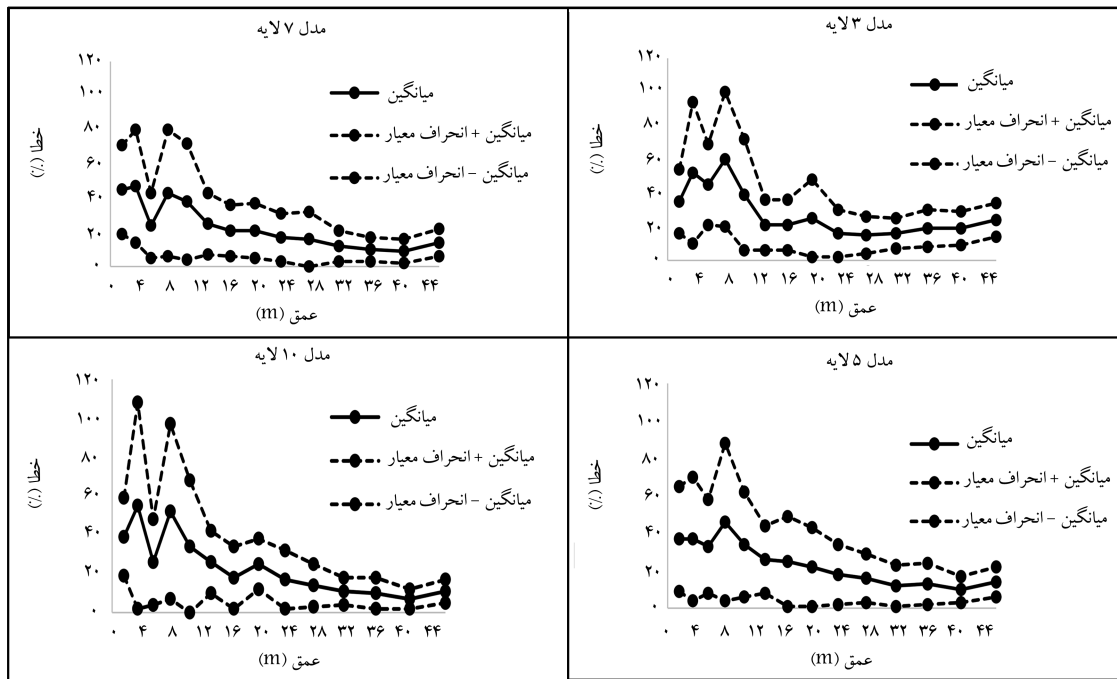 مدل ۷ لایه
۱۲۰
۱۰۰
۸۰
۶۰
۴۰
۲۰
۰
خطا (٪)
میانگین
میانگین + انحراف معیار
میانگین – انحراف معیار
۰ ۴ ۸ ۱۲ ۱۶ ۲۰ ۲۴ ۲۸ ۳۲ ۳۶ ۴۰ ۴۴
عمق (m)
مدل ۳ لایه
۱۲۰
۱۰۰
۸۰
۶۰
۴۰
۲۰
۰
خطا (٪)
میانگین
میانگین + انحراف معیار
میانگین – انحراف معیار
۰ ۴ ۸ ۱۲ ۱۶ ۲۰ ۲۴ ۲۸ ۳۲ ۳۶ ۴۰ ۴۴
عمق (m)
مدل ۱۰ لایه
۱۲۰
۱۰۰
۸۰
۶۰
۴۰
۲۰
۰
خطا (٪)
میانگین
میانگین + انحراف معیار
میانگین – انحراف معیار
۰ ۴ ۸ ۱۲ ۱۶ ۲۰ ۲۴ ۲۸ ۳۲ ۳۶ ۴۰ ۴۴
عمق (m)
مدل ۵ لایه
۱۲۰
۱۰۰
۸۰
۶۰
۴۰
۲۰
۰
خطا (٪)
میانگین
میانگین + انحراف معیار
میانگین – انحراف معیار
۰ ۴ ۸ ۱۲ ۱۶ ۲۰ ۲۴ ۲۸ ۳۲ ۳۶ ۴۰ ۴۴
عمق (m)